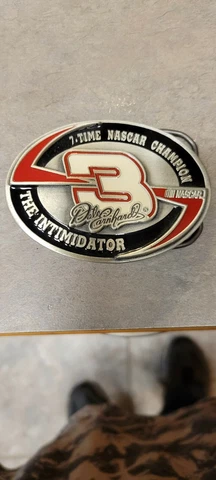 7-TIME NASCAR CHAMPION
3
NASCAR
Dale Earnhardt
THE INTIMIDATOR